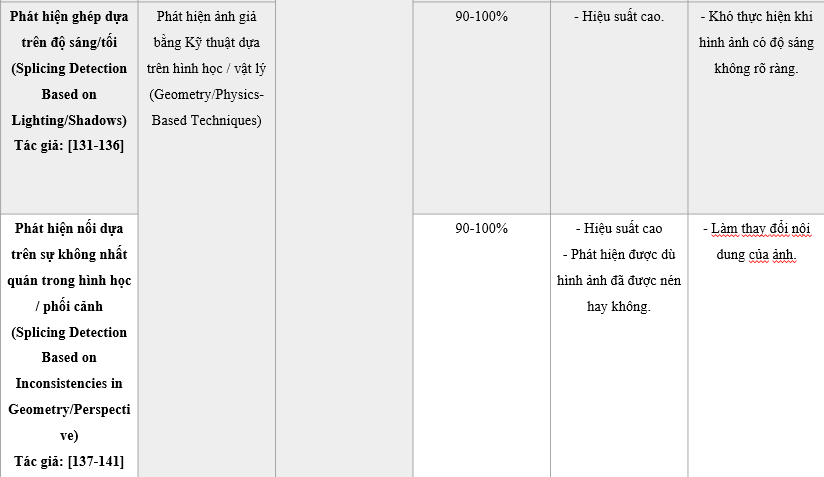 Phát hiện ghép dựa
trên độ sáng/tối
(Splicing Detection
Based on
Lighting/Shadows)
Tác giả: [131-136]
Phát hiện ảnh giả
bằng Kỹ thuật dựa
trên hình học / vật lý
(Geometry/Physics-
Based Techniques)
90-100%
- Hiệu suất cao.
- Khó thực hiện khi
hình ảnh có độ sáng
không rõ ràng.
Phát hiện nối dựa
trên sự không nhất
quán trong hình học
/ phối cảnh
(Splicing Detection
Based on
Inconsistencies in
Geometry/Perspecti
ve)
Tác giả: [137-141]
90-100%
- Hiệu suất cao
- Phát hiện được dù
hình ảnh đã được nén
hay không.
- Làm thay đổi nội
dung của ảnh.